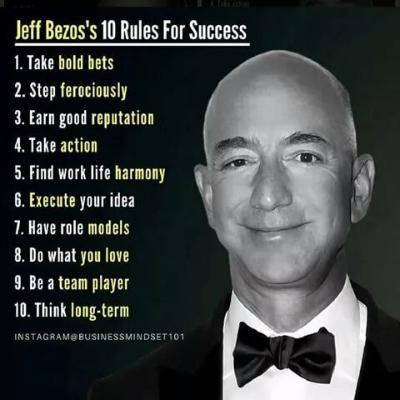 Jeff Bezos's 10 Rules For Success
1. Take bold bets
2. Step ferociously
3. Earn good reputation
4. Take action
5. Find work life harmony
6. Execute your idea
7. Have role models
8. Do what you love
9. Be a team player
10. Think long-term
INSTAGRAM@BUSINESSMINDSET101